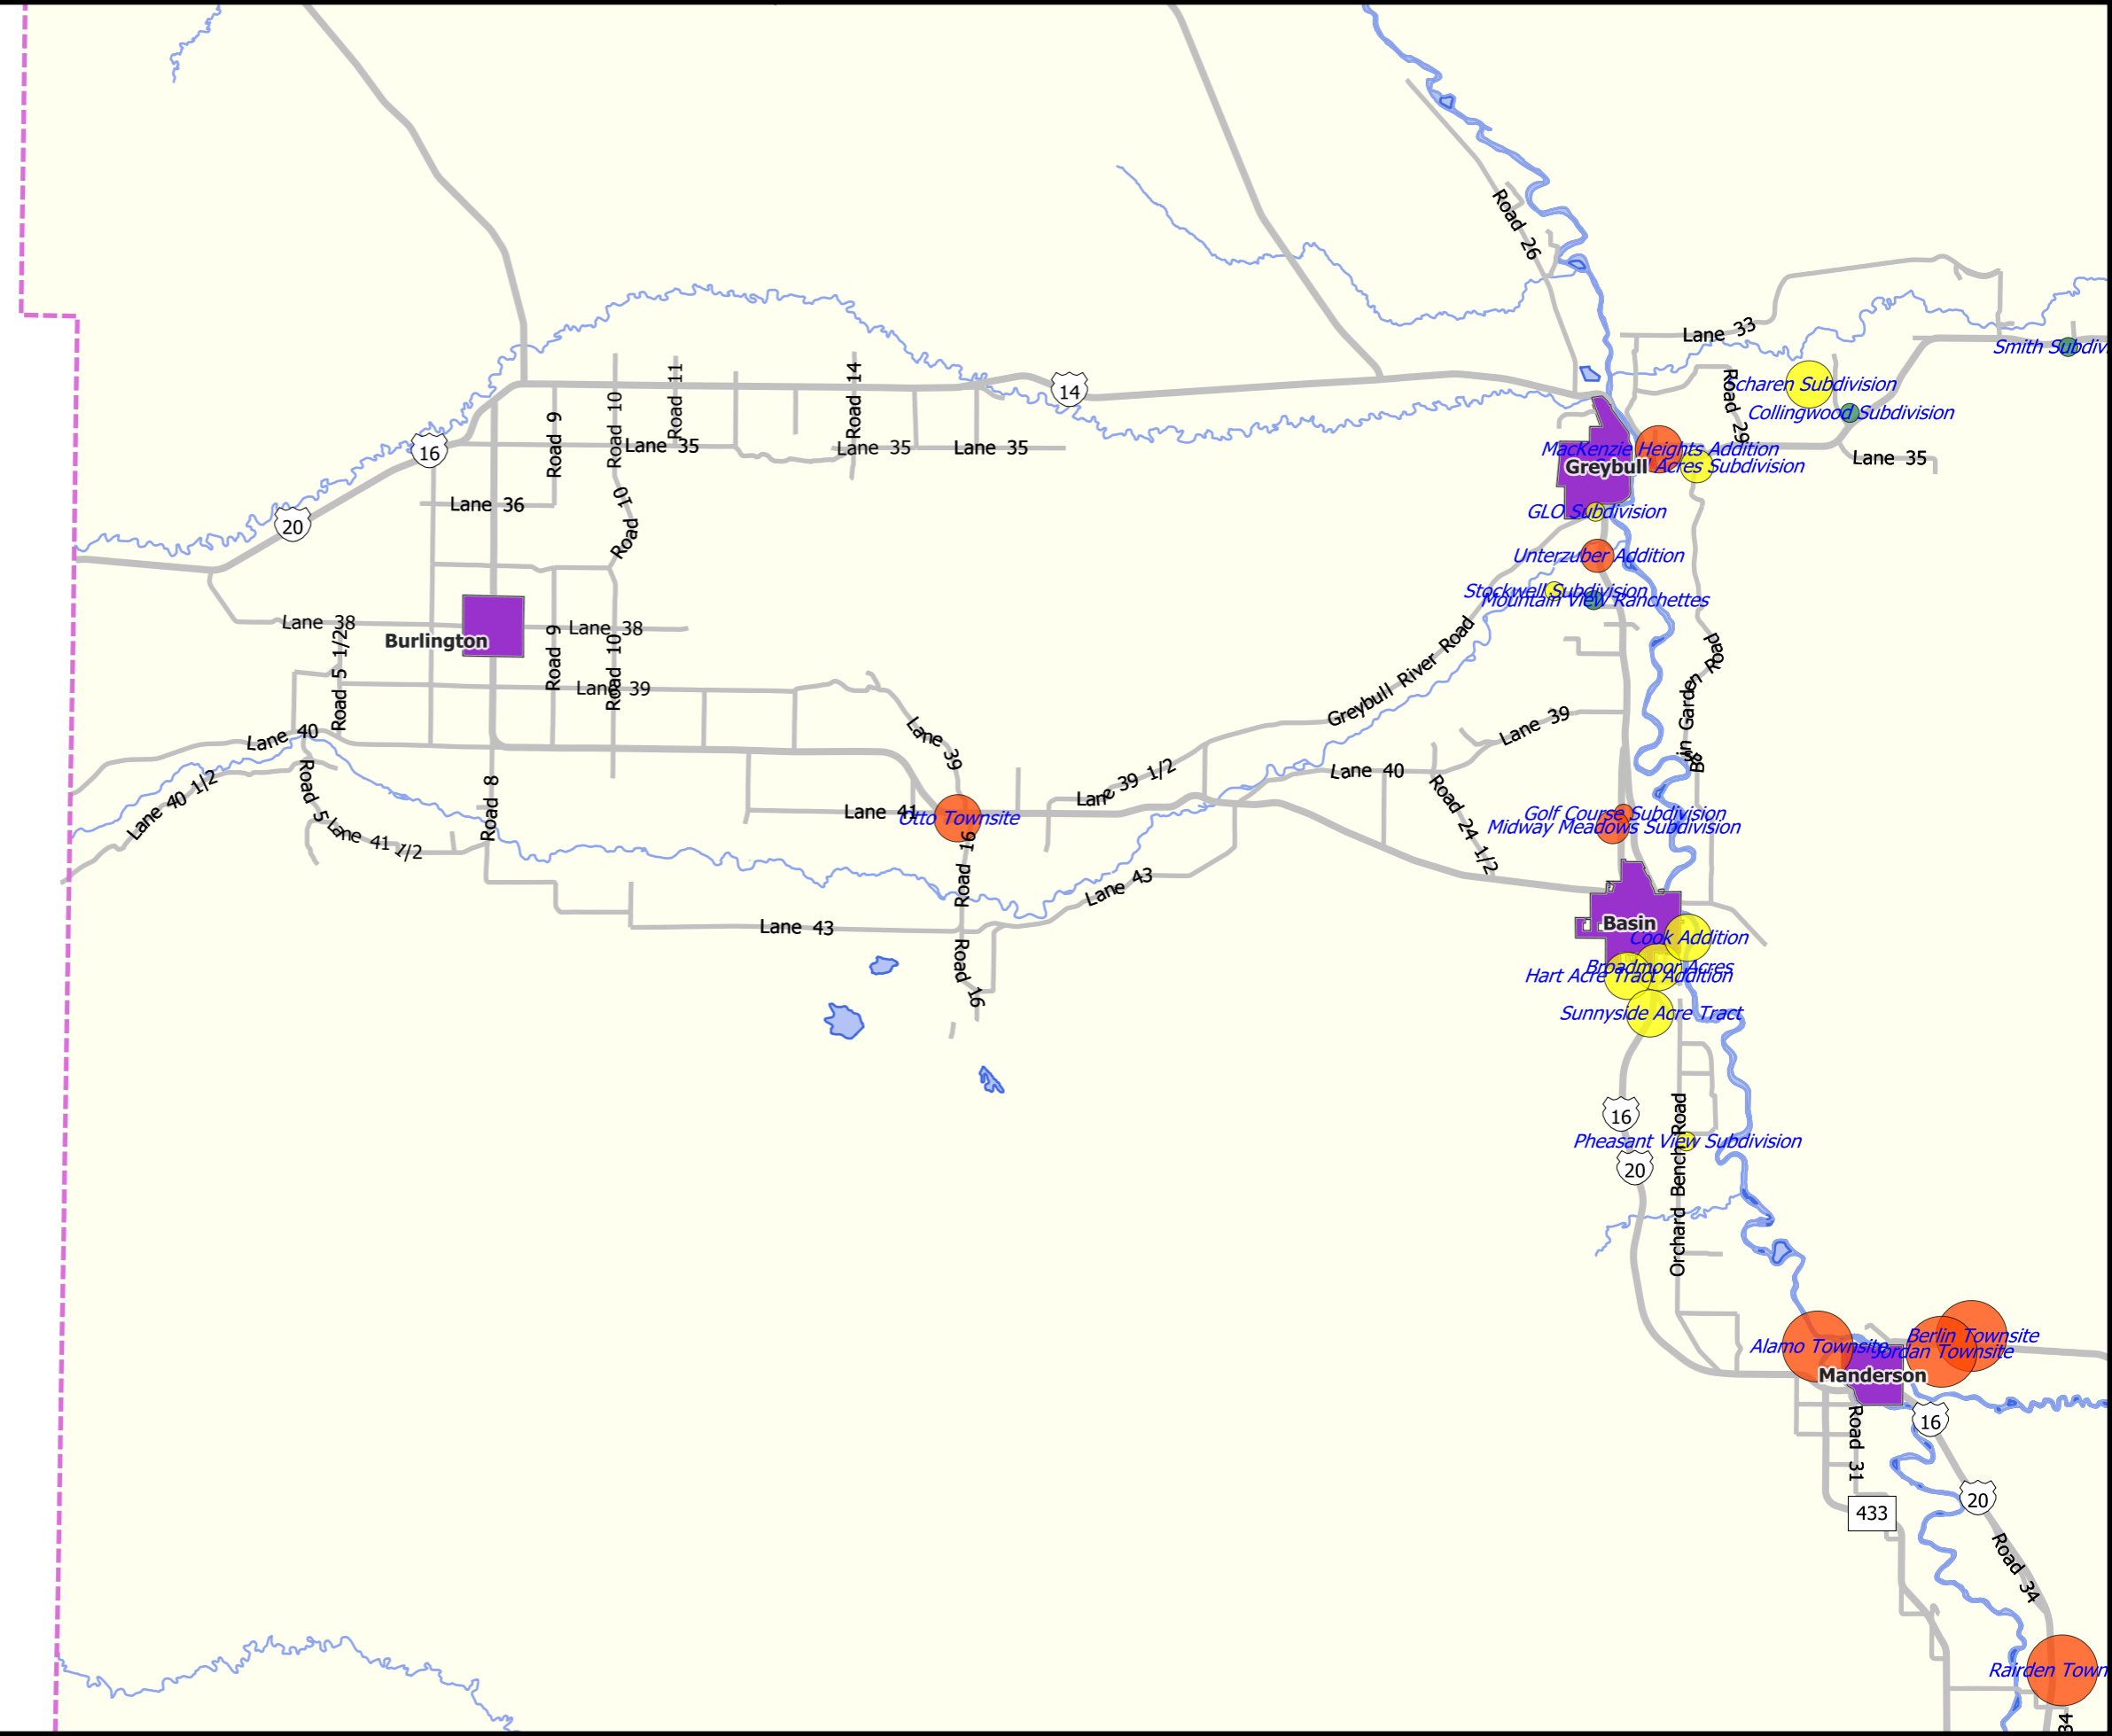 Road 26
Lane 33
Smith Subdiv
Scharen Subdivision
Collingwood Subdivision
14
Road 9
Road 10
Road 11
Road 14
Road 29
16
Lane 35
Lane 35
Lane 35
MacKenzie Heights Addition
Lane 35
Greybull
Acres Subdivision
Lane 36
Road 10
20
GLO Subdivision
Unterzuber Addition
Stockwell Subdivision
Mountain View Ranchettes
Lane 38
Lane 38
Burlington
Road 5 1/2
Road 9
Road 10
Greybull River Road
Basin Garden Road
Lane 39
Lane 39
Lane 39
Lane 40
Lane 40 1/2
Road 5
Road 8
Lane 39 1/2
Lane 40
Road 24 1/2
Lane 41
Otto Townsite
Golf Course Subdivision
Midway Meadows Subdivision
Lane 41 1/2
Road 16
Lane 43
Lane 43
Road 16
Basin
Cook Addition
Broadmoor Acres
Hart Acre Tract Addition
Sunnyside Acre Tract
16
Orchard Bench Road
Pheasant View Subdivision
20
Berlin Townsite
Alamo Townsite
Jordan Townsite
Manderson
16
Road 31
20
433
Road 34
Rairden Town
34